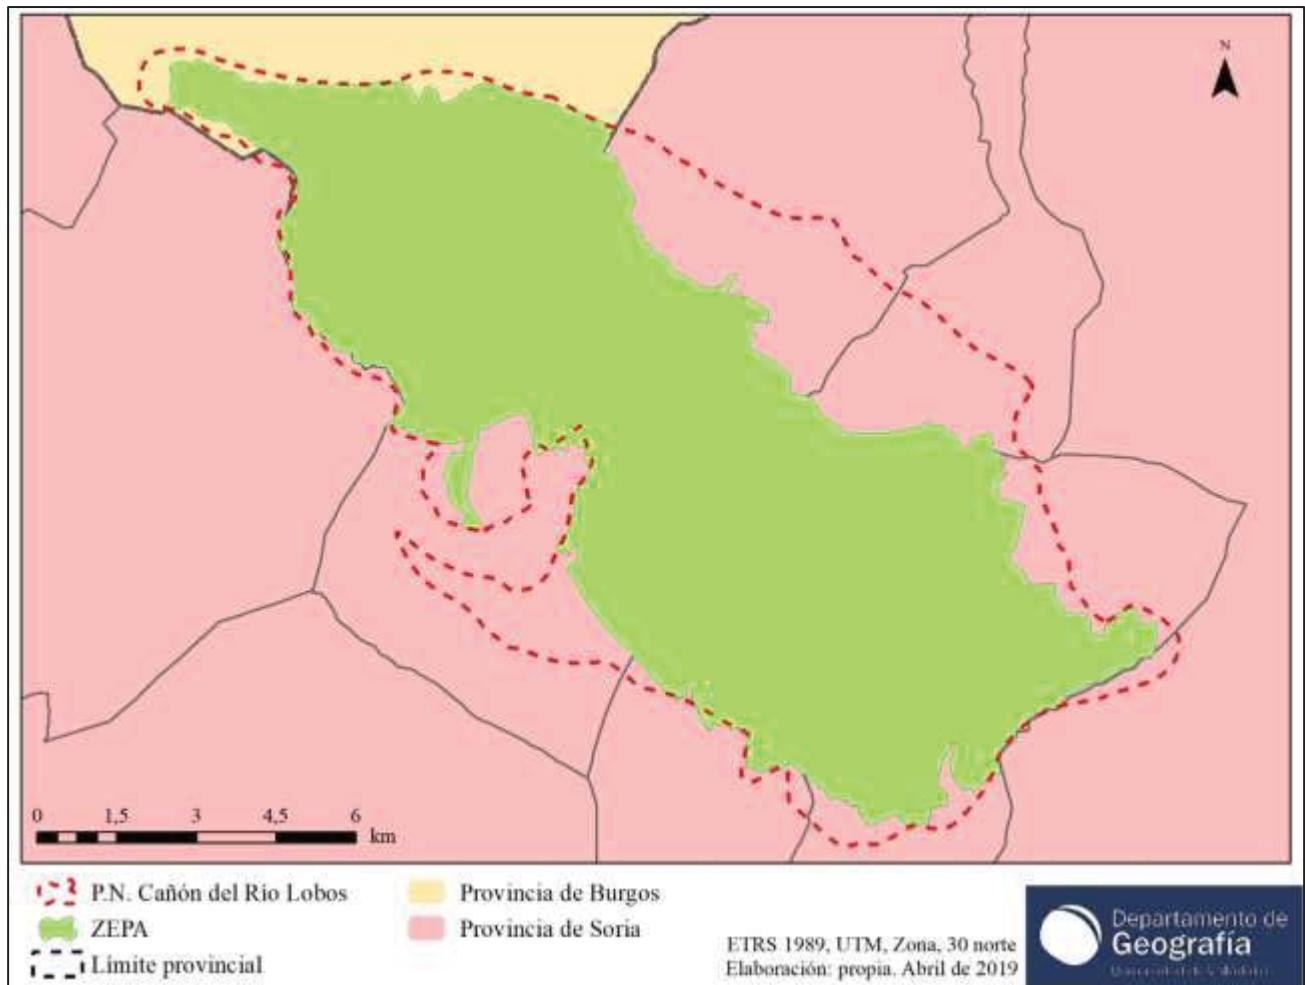 N
0 1,5 3 4,5 6
km
P.N. Cañón del Río Lobos
ZEPA
Límite provincial
Provincia de Burgos
Provincia de Soria
ETRS 1989, UTM, Zona, 30 norte
Elaboración: propia. Abril de 2019
Departamento de
Geografía